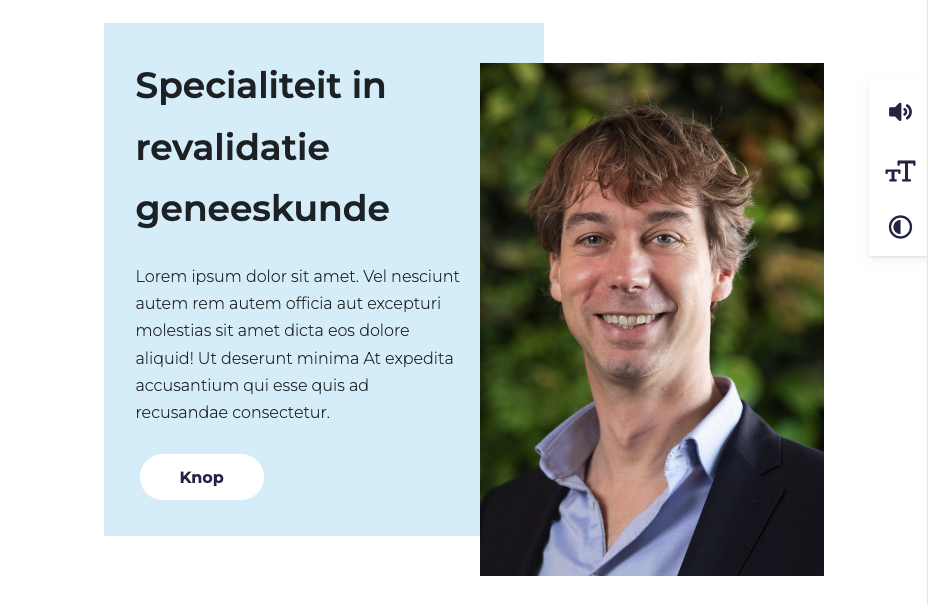 Specialiteit in
revalidatie
geneeskunde
Lorem ipsum dolor sit amet. Vel nesciunt
autem rem autem officia aut excepturi
molestias sit amet dicta eos dolore
aliquid! Ut deserunt minima At expedita
accusantium qui esse quis ad
recusandae consectetur.
Knop